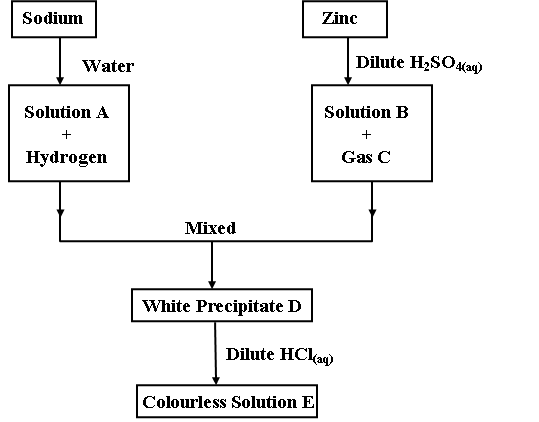 Sodium
Zinc
Water
Dilute H₂SO₄₍aq₎
Solution A
+
Hydrogen
Solution B
+
Gas C
Mixed
White Precipitate D
Dilute HCl₍aq₎
Colourless Solution E